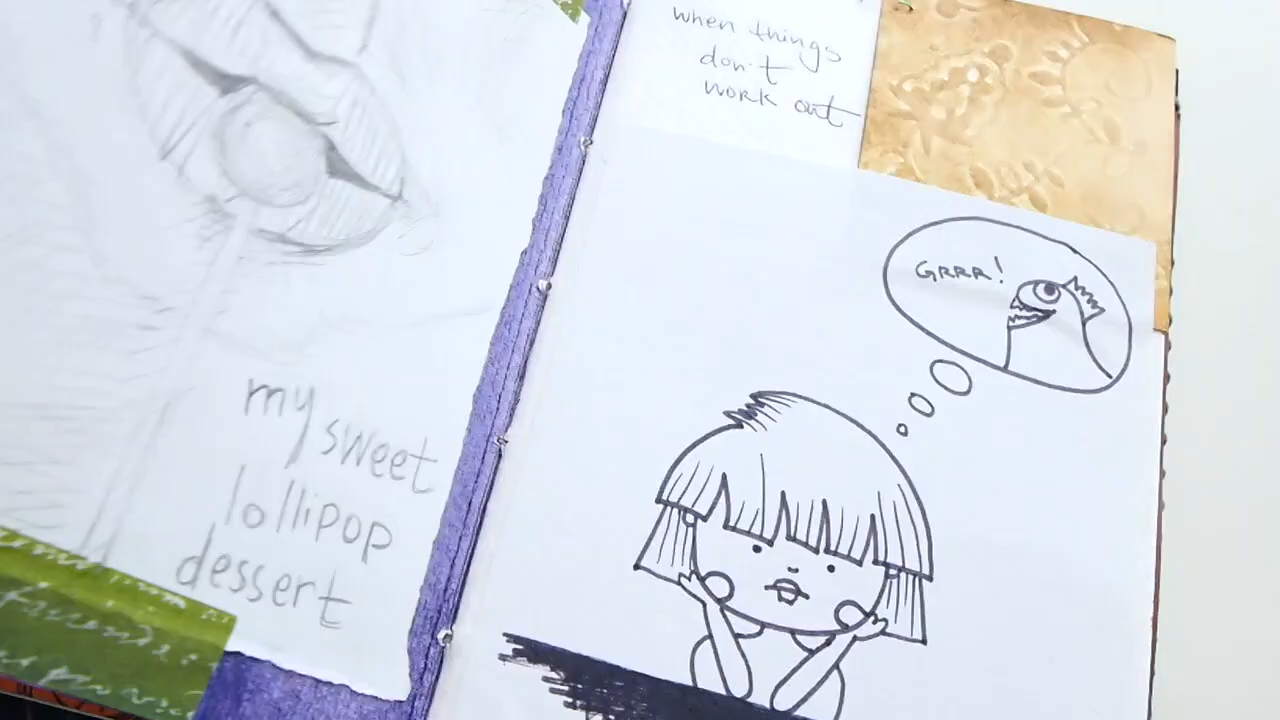 my sweet
lollipop
dessert
when things
don't
work out
GRRR!